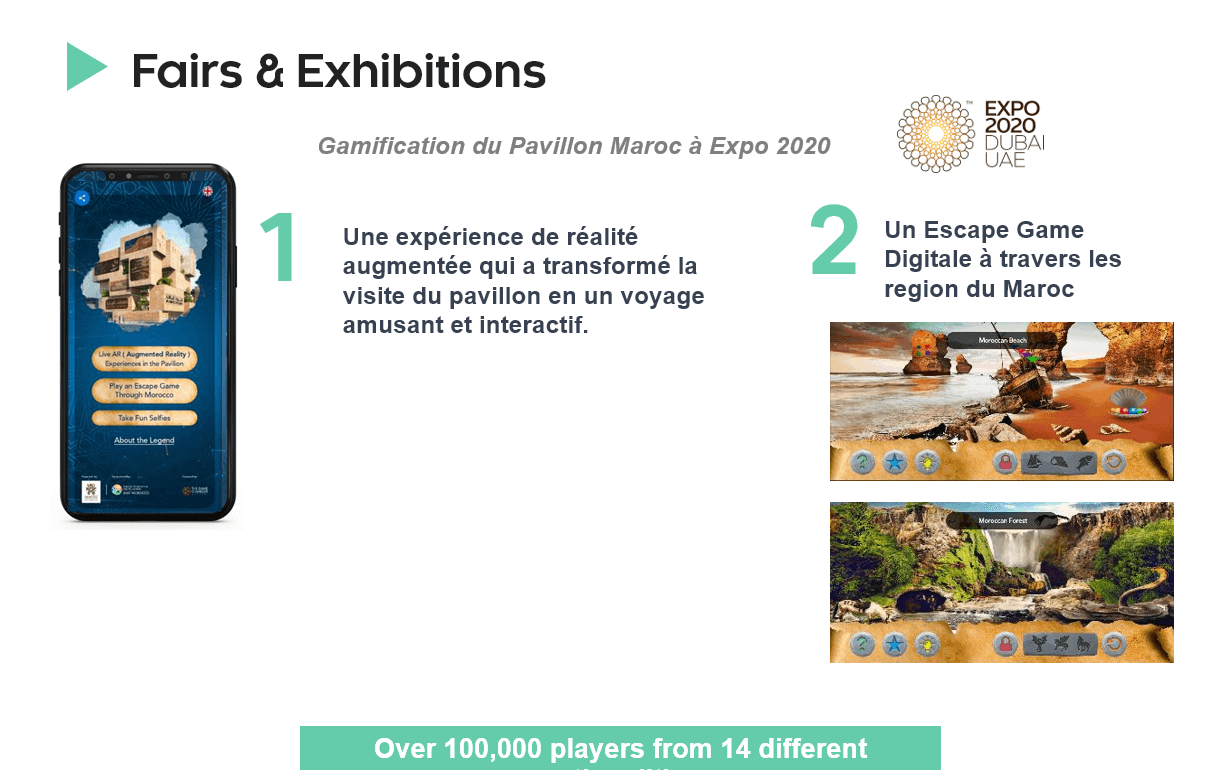 Fairs & Exhibitions
Gamification du Pavillon Maroc à Expo 2020
EXPO
2020
DUBAI
UAE
TM
1
Une expérience de réalité
augmentée qui a transformé la
visite du pavillon en un voyage
amusant et interactif.
2
Un Escape Game
Digitale à travers les
region du Maroc
Live AR ( Augmented Reality )
Experiences in the Pavilion
Play an Escape Game
Through Morocco
Take Fun Selfies
About the Legend
Moroccan Beach
Moroccan Forest
Over 100,000 players from 14 different